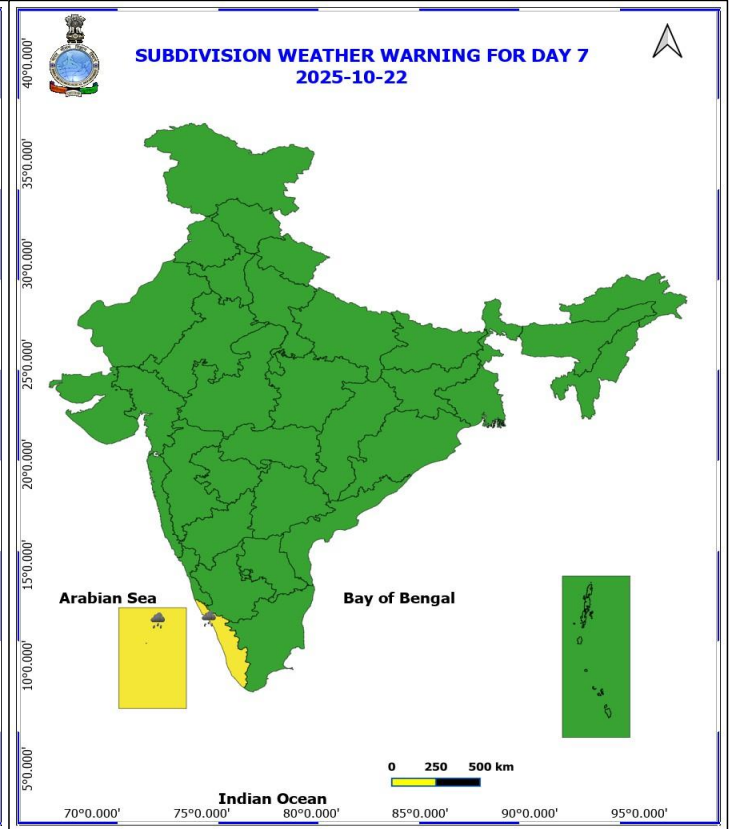 SUBDIVISION WEATHER WARNING FOR DAY 7
2025-10-22
40°0.000'
35°0.000'
30°0.000'
25°0.000'
20°0.000'
15°0.000'
10°0.000'
5°0.000'
Arabian Sea
Bay of Bengal
0 250 500 km
Indian Ocean
70°0.000' 75°0.000' 80°0.000' 85°0.000' 90°0.000' 95°0.000'